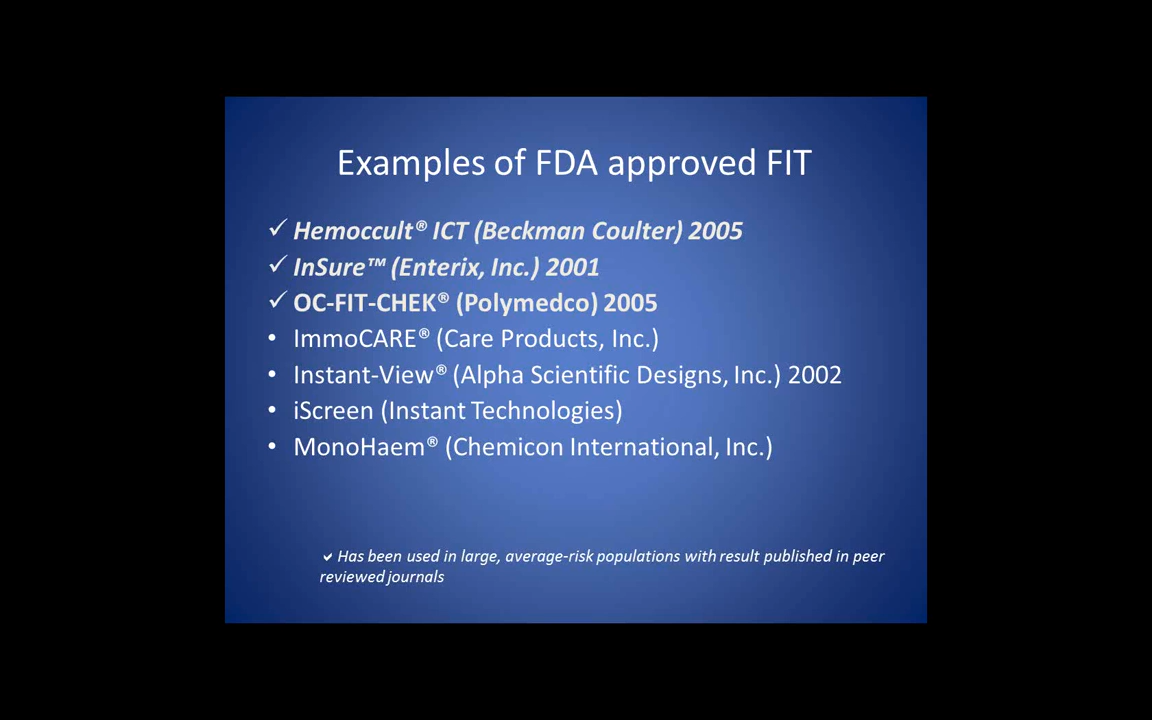 Examples of FDA approved FIT
✓ Hemoccult® ICT (Beckman Coulter) 2005
✓ InSure™ (Enterix, Inc.) 2001
✓ OC-FIT-CHEK® (Polymedco) 2005
• ImmoCARE® (Care Products, Inc.)
• Instant-View® (Alpha Scientific Designs, Inc.) 2002
• iScreen (Instant Technologies)
• MonoHaem® (Chemicon International, Inc.)
✓ Has been used in large, average-risk populations with result published in peer
reviewed journals